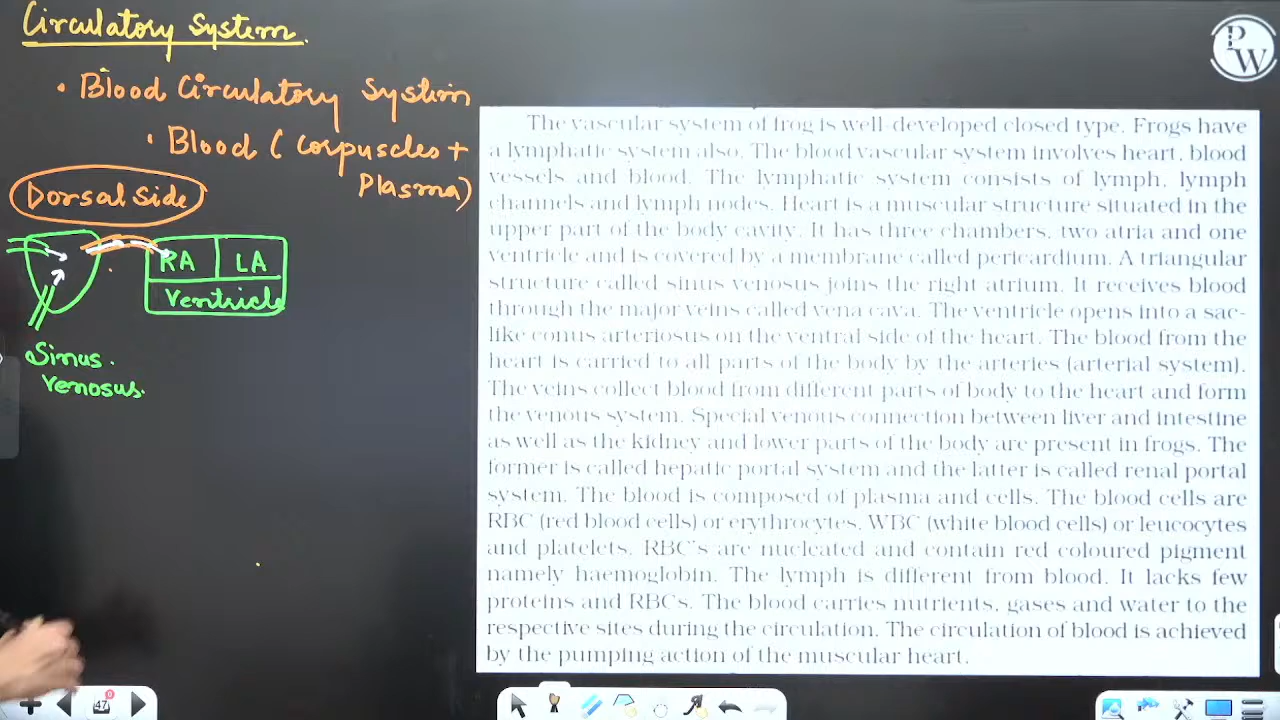 Circulatory System.
PW
• Blood Circulatory System
• Blood ( corpuscles +
Plasma)
Dorsal Side
RA LA
Ventricle
Sinus.
Venosus.
The vascular system of frog is well-developed closed type. Frogs have
a lymphatic system also. The blood vascular system involves heart, blood
vessels and blood. The lymphatic system consists of lymph, lymph
channels and lymph nodes. Heart is a muscular structure situated in the
upper part of the body cavity. It has three chambers, two atria and one
ventricle and is covered by a membrane called pericardium. A triangular
structure called sinus venosus joins the right atrium. It receives blood
through the major veins called vena cava. The ventricle opens into a sac-
like conus arteriosus on the ventral side of the heart. The blood from the
heart is carried to all parts of the body by the arteries (arterial system).
The veins collect blood from different parts of body to the heart and form
the venous system. Special venous connection between liver and intestine
as well as the kidney and lower parts of the body are present in frogs. The
former is called hepatic portal system and the latter is called renal portal
system. The blood is composed of plasma and cells. The blood cells are
RBC (red blood cells) or erythrocytes, WBC (white blood cells) or leucocytes
and platelets. RBC's are nucleated and contain red coloured pigment
namely haemoglobin. The lymph is different from blood. It lacks few
proteins and RBCs. The blood carries nutrients, gases and water to the
respective sites during the circulation. The circulation of blood is achieved
by the pumping action of the muscular heart.
47